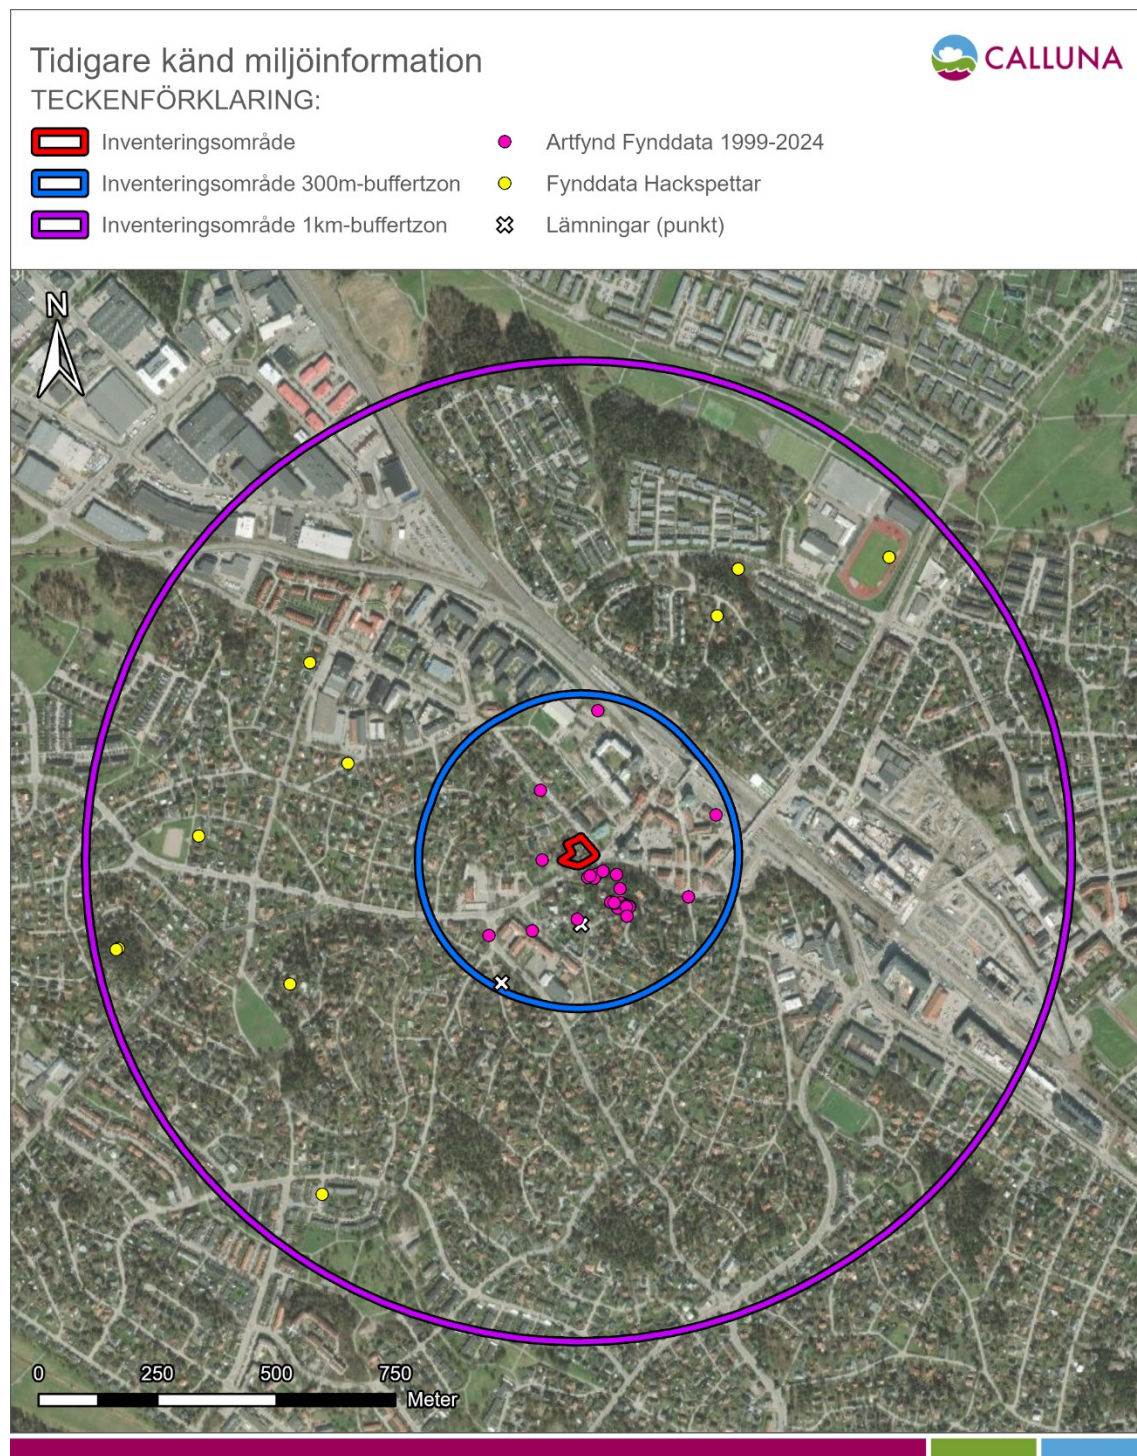 Tidigare känd miljöinformation
CALLUNA
TECKENFÖRKLARING:
Inventeringsområde
Inventeringsområde 300m-buffertzon
Inventeringsområde 1km-buffertzon
Artfynd Fynddata 1999-2024
Fynddata Hackspettar
Lämningar (punkt)
N
0 250 500 750
Meter